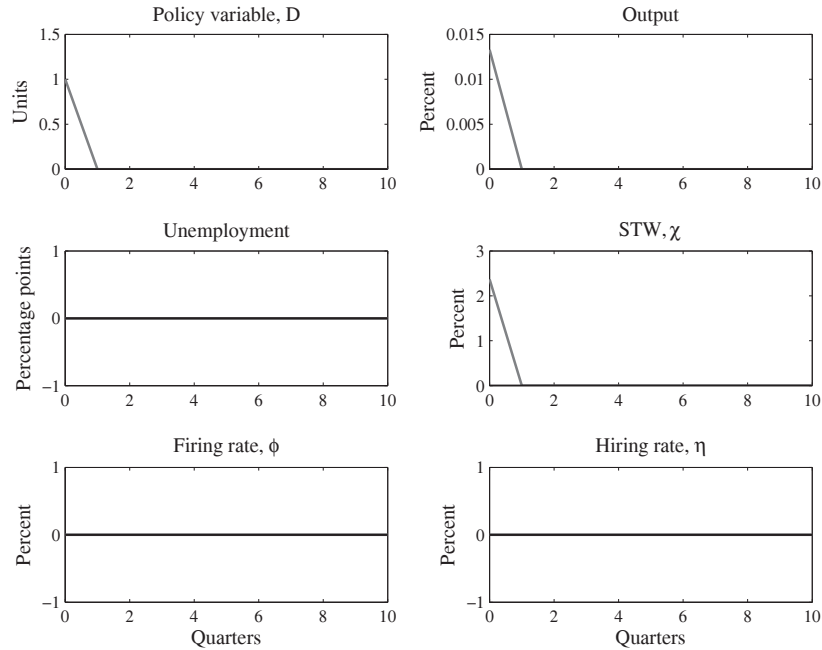 Policy variable, D
1.5
1
0.5
0
Units
0 2 4 6 8 10
Output
0.015
0.01
0.005
0
Percent
0 2 4 6 8 10
Unemployment
1
0
−1
Percentage points
0 2 4 6 8 10
STW, χ
3
2
1
0
Percent
0 2 4 6 8 10
Firing rate, ϕ
1
0
−1
Percent
0 2 4 6 8 10
Quarters
Hiring rate, η
1
0
−1
Percent
0 2 4 6 8 10
Quarters